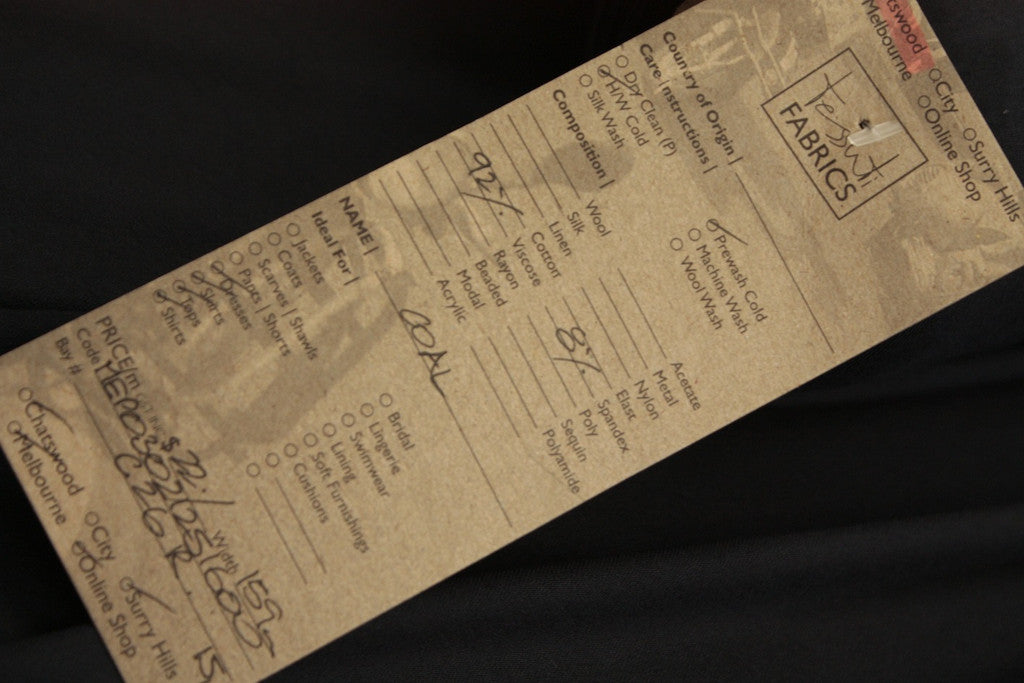 Chatswood ○City ○Surry Hills
Melbourne ○Online Shop
tessuti
FABRICS
Country of Origin |
Care Instructions |
○ Dry Clean (P) ✓ Prewash Cold
✓ H/W Cold ○ Machine Wash
○ Silk Wash ○ Wool Wash
Composition |
Wool Acetate
Silk Metal
Linen Nylon
92% Cotton 8% Elast
Viscose Spandex
Rayon Poly
Beaded Sequin
Modal Polyamide
Acrylic
NAME | COAL
Ideal For |
○ Jackets ○ Bridal
○ Coats ○ Lingerie
○ Scarves | Shawls ○ Swimwear
○ Pants | Shorts ○ Lining
✓ Dresses ○ Soft Furnishings
✓ Skirts ○ Cushions
✓ Tops ○
✓ Shirts ○
PRICE/m $22/ Width 159
Code
Bay # C26 R. 15
✓ Chatswood ○City ✓ Surry Hills
✓ Melbourne ✓ Online Shop